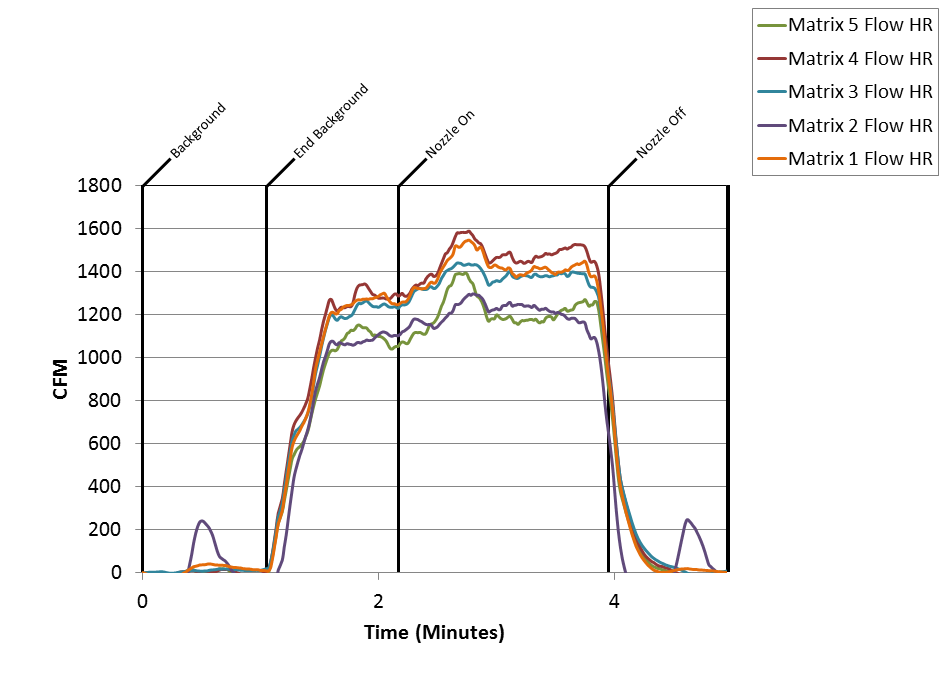 Matrix 5 Flow HR
Matrix 4 Flow HR
Matrix 3 Flow HR
Matrix 2 Flow HR
Matrix 1 Flow HR
Background
End Background
Nozzle On
Nozzle Off
1800
1600
1400
1200
1000
800
600
400
200
0
CFM
0 2 4
Time (Minutes)